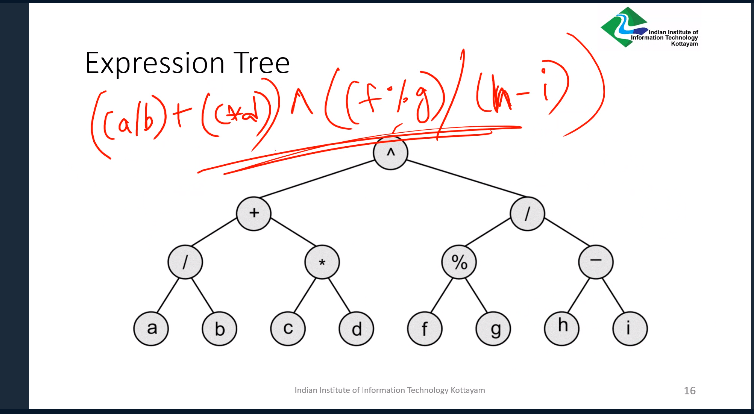 Indian Institute of
Information Technology
Kottayam
Expression Tree
((a/b)+(c*d)) ^ ((f%g)/(h-i))
^
+ /
/ * % −
a b c d f g h i
Indian Institute of Information Technology Kottayam
16